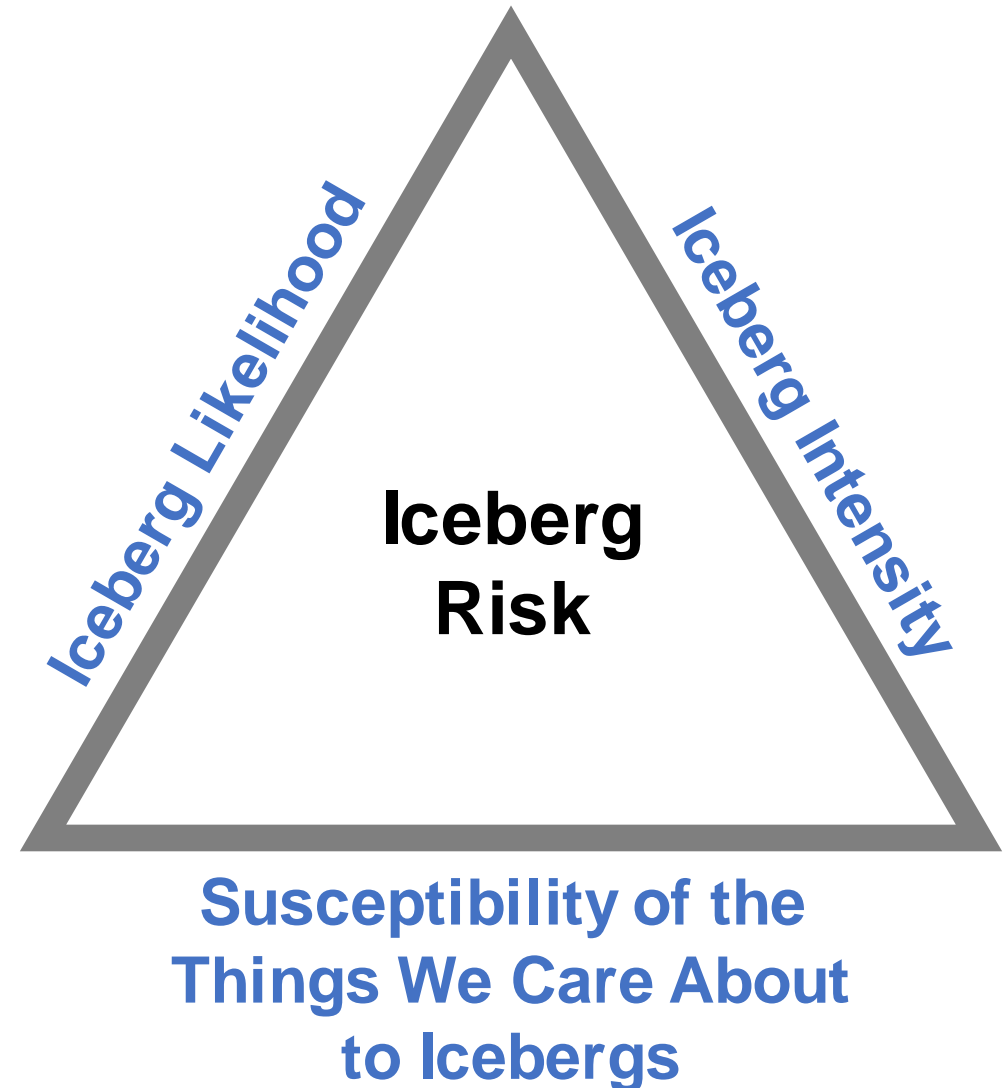 Iceberg Likelihood
Iceberg Intensity
Iceberg
Risk
Susceptibility of the
Things We Care About
to Icebergs